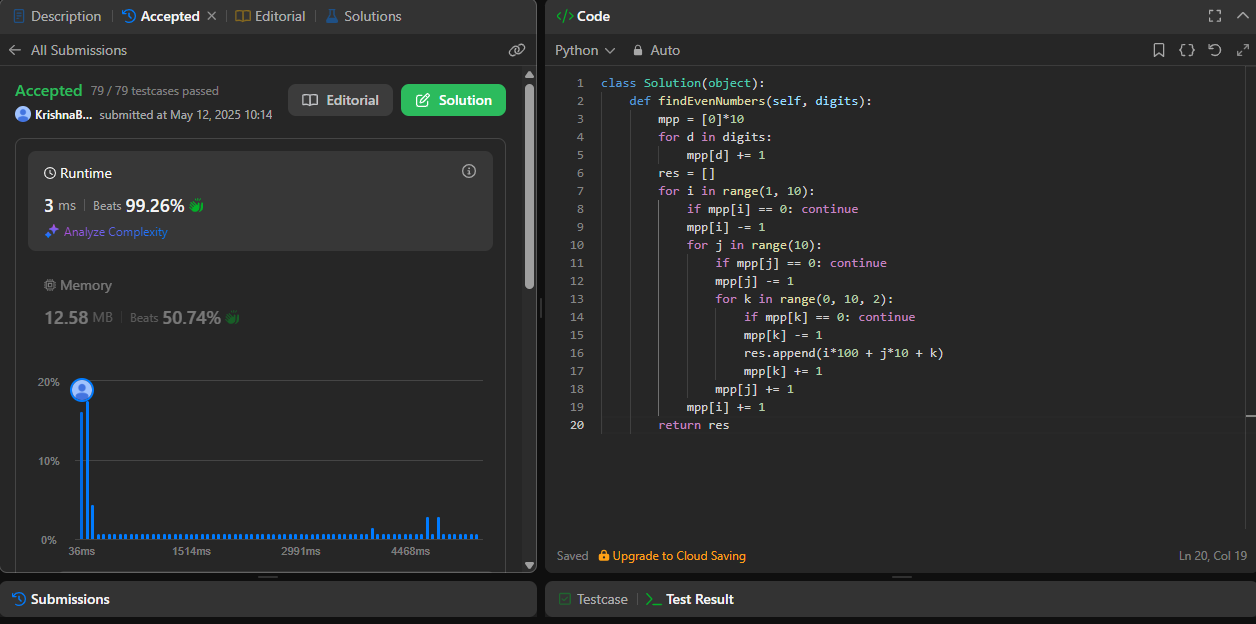 Description | Accepted × | Editorial | Solutions
All Submissions
Accepted 79 / 79 testcases passed
KrishnaB... submitted at May 12, 2025 10:14
Editorial
Solution
Runtime
3 ms | Beats 99.26%
Analyze Complexity
Memory
12.58 MB | Beats 50.74%
20%
10%
0%
36ms 1514ms 2991ms 4468ms
Submissions
</> Code
Python Auto
1 class Solution(object):
2     def findEvenNumbers(self, digits):
3         mpp = [0]*10
4         for d in digits:
5             mpp[d] += 1
6         res = []
7         for i in range(1, 10):
8             if mpp[i] == 0: continue
9             mpp[i] -= 1
10             for j in range(10):
11                 if mpp[j] == 0: continue
12                 mpp[j] -= 1
13                 for k in range(0, 10, 2):
14                     if mpp[k] == 0: continue
15                     mpp[k] -= 1
16                     res.append(i*100 + j*10 + k)
17                     mpp[k] += 1
18                 mpp[j] += 1
19             mpp[i] += 1
20         return res
Saved Upgrade to Cloud Saving
Ln 20, Col 19
Testcase | >_ Test Result